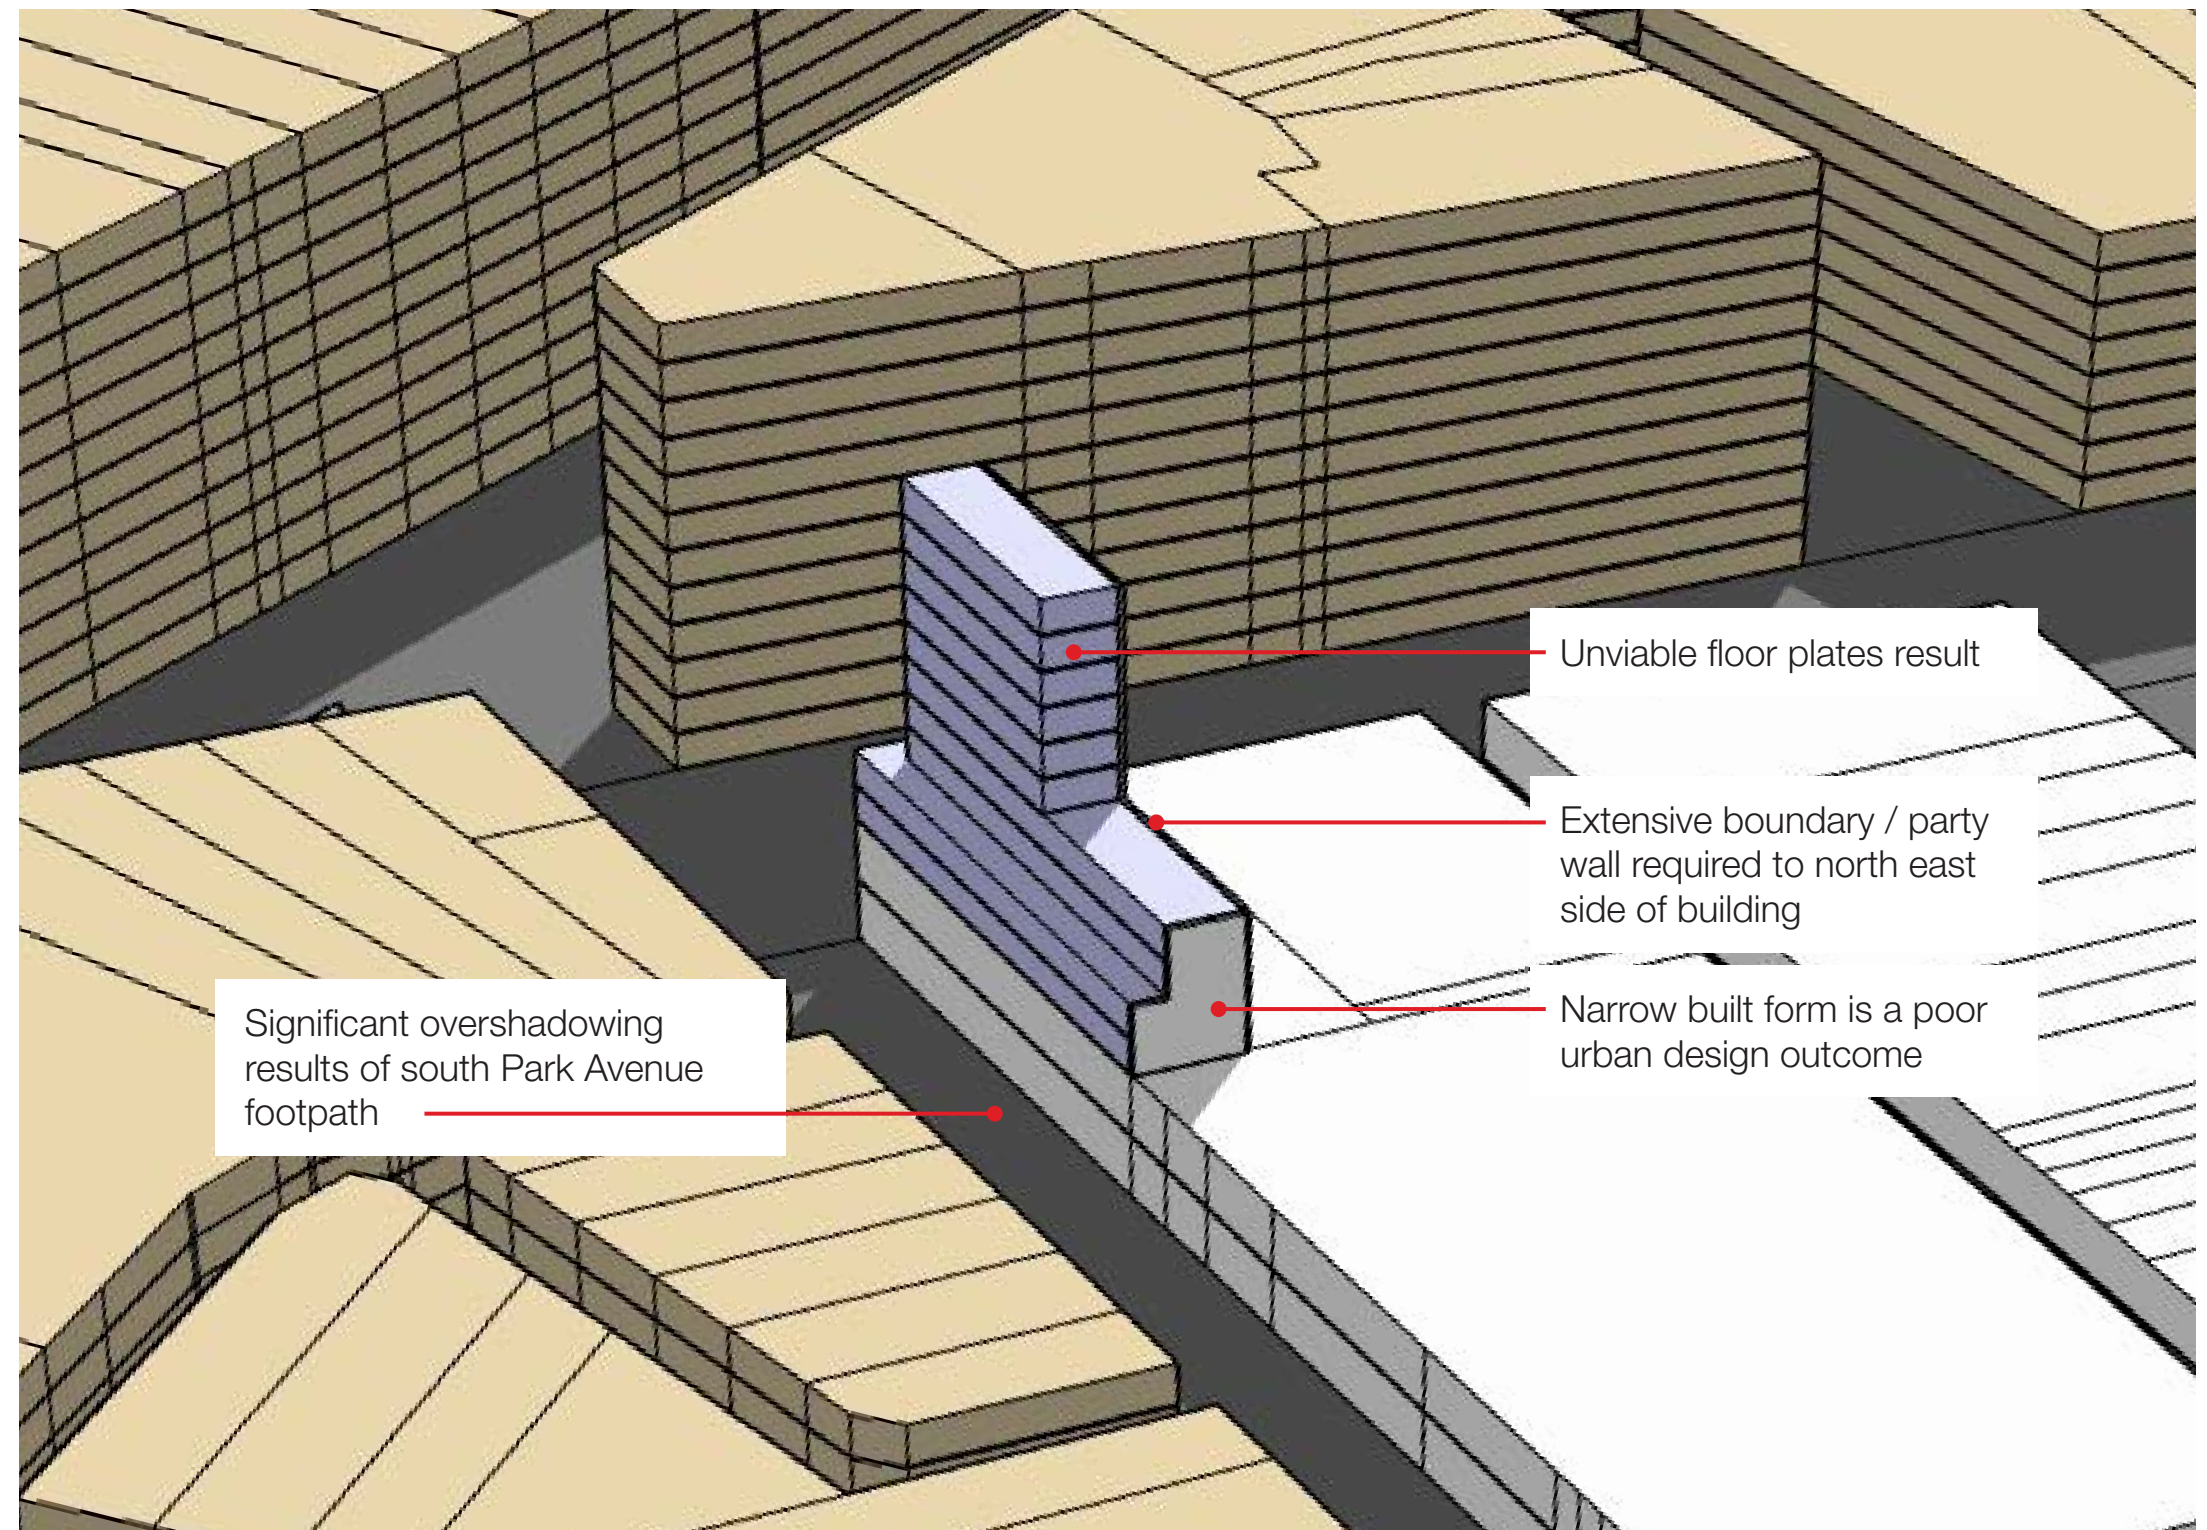 Unviable floor plates result
Extensive boundary / party
wall required to north east
side of building
Narrow built form is a poor
urban design outcome
Significant overshadowing
results of south Park Avenue
footpath